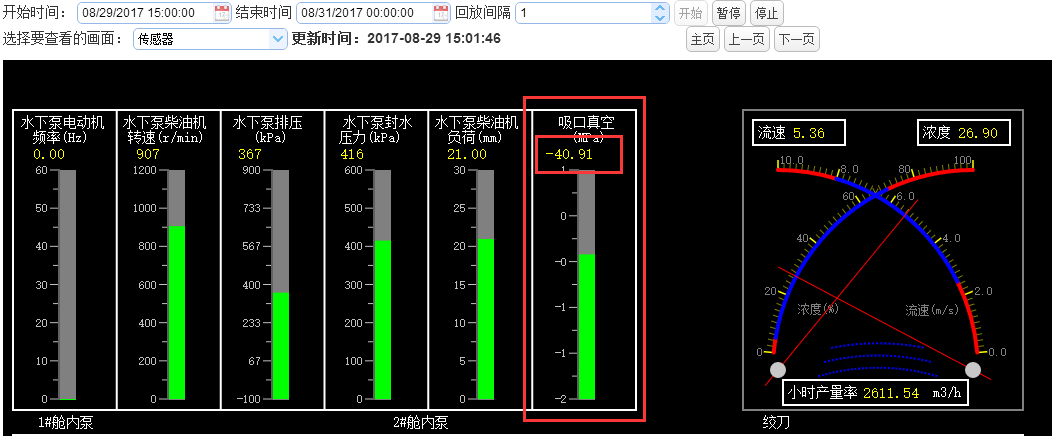 开始时间： 08/29/2017 15:00:00 结束时间 08/31/2017 00:00:00 回放间隔 1 开始 暂停 停止
选择要查看的画面： 传感器 更新时间：2017-08-29 15:01:46 主页 上一页 下一页
水下泵电动机 水下泵柴油机 水下泵排压 水下泵封水 水下泵柴油机 吸口真空
频率(Hz) 转速(r/min) (kPa) 压力(kPa) 负荷(mm) (MPa)
0.00 907 367 416 21.00 -40.91
60 1200 900 600 30 1
50 1000 733 500 25 0
40 800 567 400 20 -0
30 600 400 300 15 -1
20 400 233 200 10 -1
10 200 67 100 5
0 0 -100 0 0 -2
流速 5.36 浓度 26.90
10.0 8.0 80 100
60 6.0
40 4.0
20 2.0
浓度(%) 流速(m/s)
0 0.0
小时产量率 2611.54 m3/h
1#舱内泵 2#舱内泵 绞刀